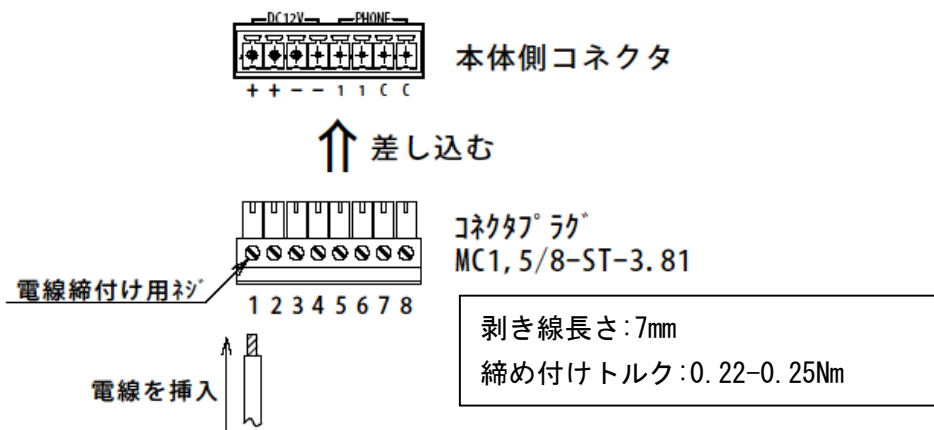 DC12V PHONE
本体側コネクタ
+ + − − 1 1 C C
差し込む
ｺﾈｸﾀﾌﾟﾗｸﾞ
MC1,5/8-ST-3.81
電線締付け用ﾈｼﾞ
1 2 3 4 5 6 7 8
剥き線長さ:7mm
締め付けトルク:0.22-0.25Nm
電線を挿入